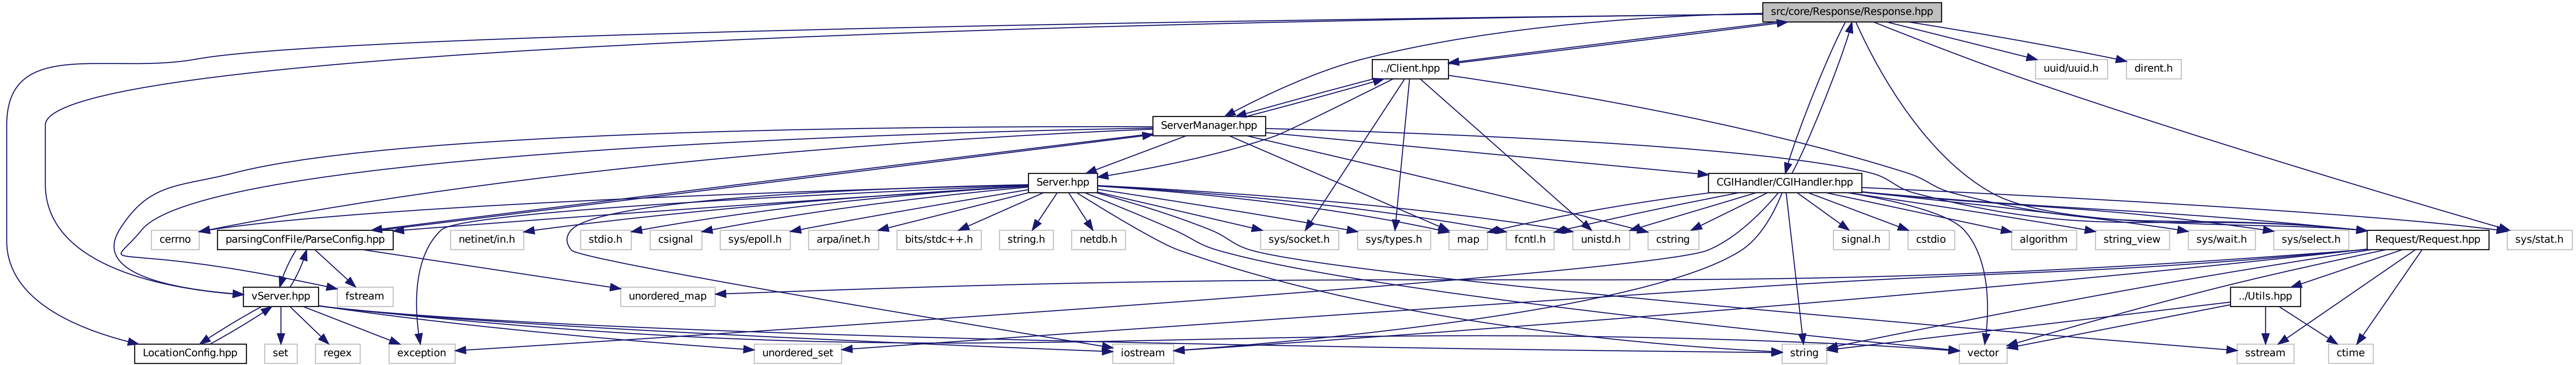 src/core/Response/Response.hpp
../Client.hpp
uuid/uuid.h
dirent.h
ServerManager.hpp
Server.hpp
CGIHandler/CGIHandler.hpp
cerrno
parsingConfFile/ParseConfig.hpp
netinet/in.h
stdio.h
csignal
sys/epoll.h
arpa/inet.h
bits/stdc++.h
string.h
netdb.h
sys/socket.h
sys/types.h
map
fcntl.h
unistd.h
cstring
signal.h
cstdio
algorithm
string_view
sys/wait.h
sys/select.h
Request/Request.hpp
sys/stat.h
vServer.hpp
fstream
unordered_map
../Utils.hpp
LocationConfig.hpp
set
regex
exception
unordered_set
iostream
string
vector
sstream
ctime